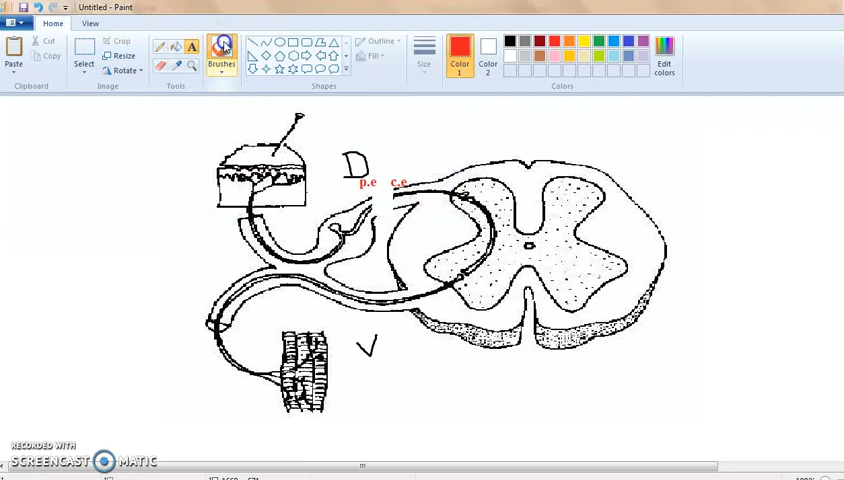 Untitled - Paint
Home View
Paste
Cut
Copy
Clipboard
Select
Crop
Resize
Rotate
Image
A
Tools
Brushes
Outline
Fill
Shapes
Size
Color
1
Color
2
Edit
colors
Colors
D
p.e c.e
V
RECORDED WITH
SCREENCAST MATIC
100%